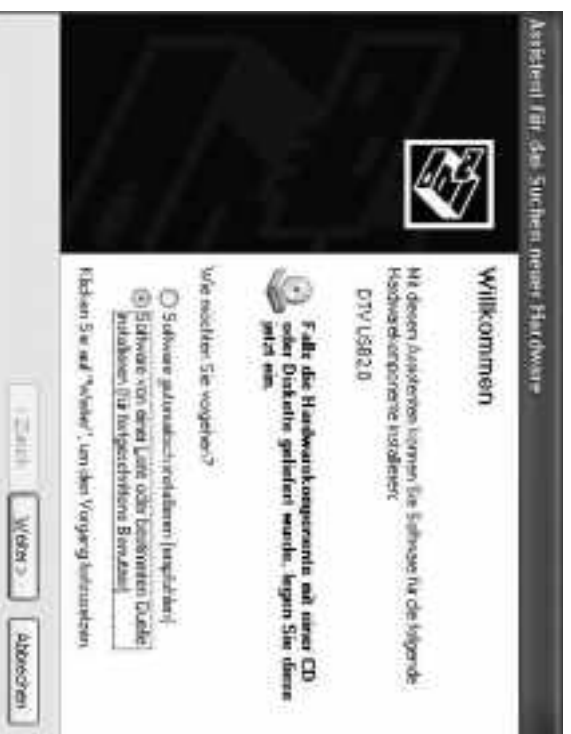 Assistent für das Suchen neuer Hardware
Willkommen
Mit diesem Assistenten können Sie Software für die folgende
Hardwarekomponente installieren:
DTV USB2.0
Falls die Hardwarekomponente mit einer CD
oder Diskette geliefert wurde, legen Sie diese
jetzt ein.
Wie möchten Sie vorgehen?
Software automatisch installieren (empfohlen)
Software von einer Liste oder bestimmten Quelle
installieren (für fortgeschrittene Benutzer)
Klicken Sie auf "Weiter", um den Vorgang fortzusetzen.
< Zurück
Weiter >
Abbrechen